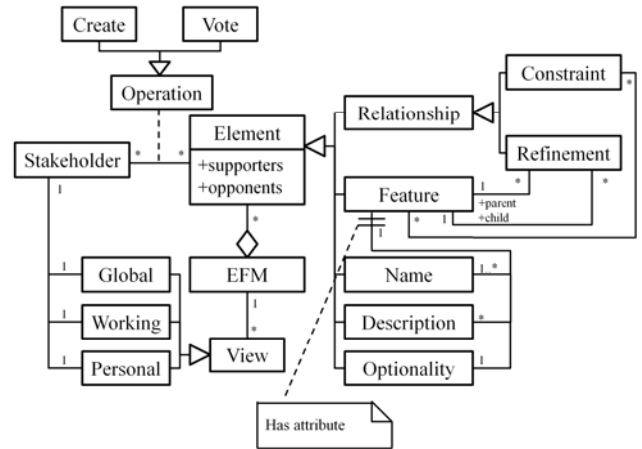 Create
Vote
Operation
Constraint
*
Relationship
Element
+supporters
+opponents
Stakeholder
*
*
Refinement
1
*
*
+parent
+child
1
Feature
*
1
1
*
Global
1
EFM
1
Name
1..*
Working
1
Description
*
Personal
1
*
View
Optionality
1
Has attribute